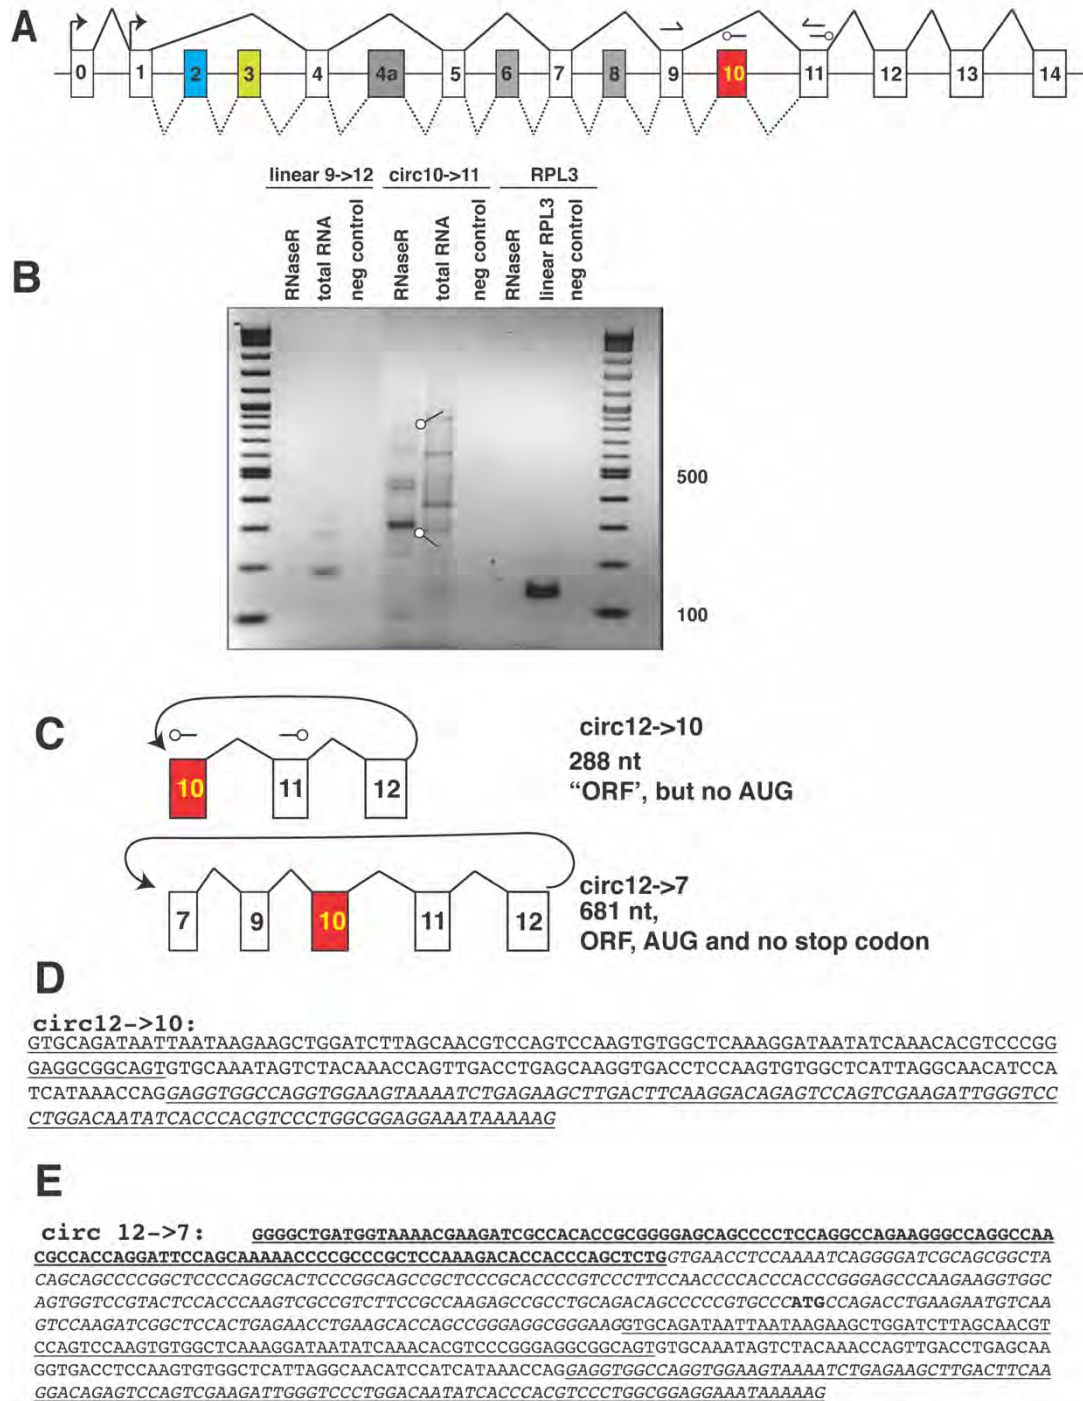 A
0 1 2 3 4 4a 5 6 7 8 9 10 11 12 13 14
linear 9->12 circ10->11 RPL3
RNaseR total RNA neg control RNaseR total RNA neg control RNaseR linear RPL3 neg control
B
500
100
C
circ12->10
288 nt
“ORF’, but no AUG
10 11 12
circ12->7
681 nt,
ORF, AUG and no stop codon
7 9 10 11 12
D
circ12->10:
GTGCAGATAATTAATAAGAAGCTGGATCTTAGCAACGTCCAGTCCAAGTGTGGCTCAAAGGATAATATCAAACACGTCCCGGG
GAGGCGGCAGTGTGCAAATAGTCTACAAACCAGTTGACCTGAGCAAGGTGACCTCCAAGTGTGGCTCATTAGGCAACATCCA
TCATAAACCAGGAGGTGGCCAGGTGGAAGTAAAATCTGAGAAGCTTGACTTCAAGGACAGAGTCCAGTCGAAGATTGGGTCC
CTGGACAATATCACCCACGTCCCTGGCGGAGGAAATAAAAAG
E
circ 12->7: GGGGCTGATGGTAAAACGAAGATCGCCACACCGCGGGGAGCAGCCCCTCCAGGCCAGAAGGGCCAGGCCAA
CGCCACCAGGATTCCAGCAAAAACCCCGCCCGCTCCAAAGACACCACCCAGCTCTGGTGAACCTCCAAAATCAGGGGATCGCAGCGGCTA
CAGCAGCCCCGGCTCCCCAGGCACTCCCGGCAGCCGCTCCCGCACCCCGTCCCTTCCAACCCCACCCACCCGGGAGCCCAAGAAGGTGGC
AGTGGTCCGTACTCCACCCAAGTCGCCGTCTTCCGCCAAGAGCCGCCTGCAGACAGCCCCCGTGCCCATGCCAGACCTGAAGAATGTCAA
GTCCAAGATCGGCTCCACTGAGAACCTGAAGCACCAGCCGGGAGGCGGGAAGGTGCAGATAATTAATAAGAAGCTGGATCTTAGCAACGT
CCAGTCCAAGTGTGGCTCAAAGGATAATATCAAACACGTCCCGGGAGGCGGCAGTGTGCAAATAGTCTACAAACCAGTTGACCTGAGCAA
GGTGACCTCCAAGTGTGGCTCATTAGGCAACATCCATCATAAACCAGGAGGTGGCCAGGTGGAAGTAAAATCTGAGAAGCTTGACTTCAA
GGACAGAGTCCAGTCGAAGATTGGGTCCCTGGACAATATCACCCACGTCCCTGGCGGAGGAAATAAAAAG